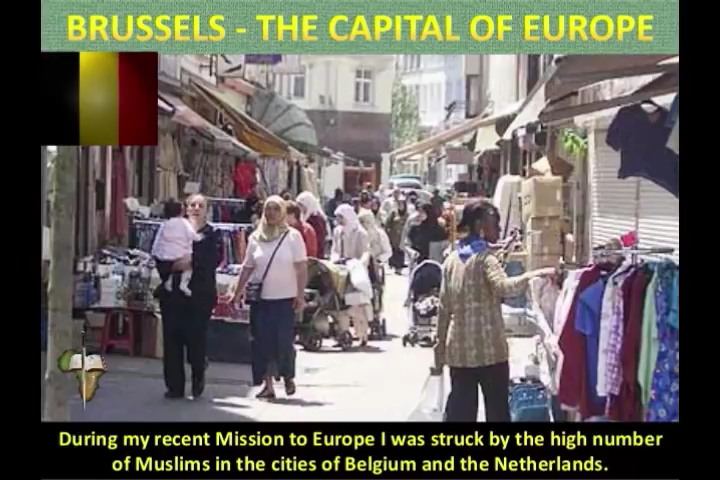 BRUSSELS - THE CAPITAL OF EUROPE
During my recent Mission to Europe I was struck by the high number
of Muslims in the cities of Belgium and the Netherlands.